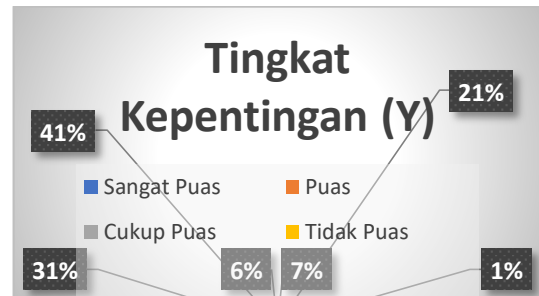 Tingkat
Kepentingan (Y)
21%
41%
Sangat Puas
Puas
Cukup Puas
Tidak Puas
31%
6%
7%
1%